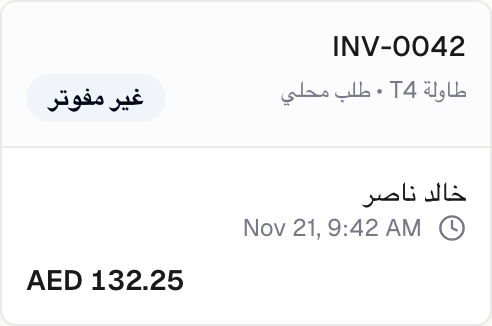 INV-0042
طاولة T4 • طلب محلي
غير مفوتر
خالد ناصر
Nov 21, 9:42 AM
AED 132.25